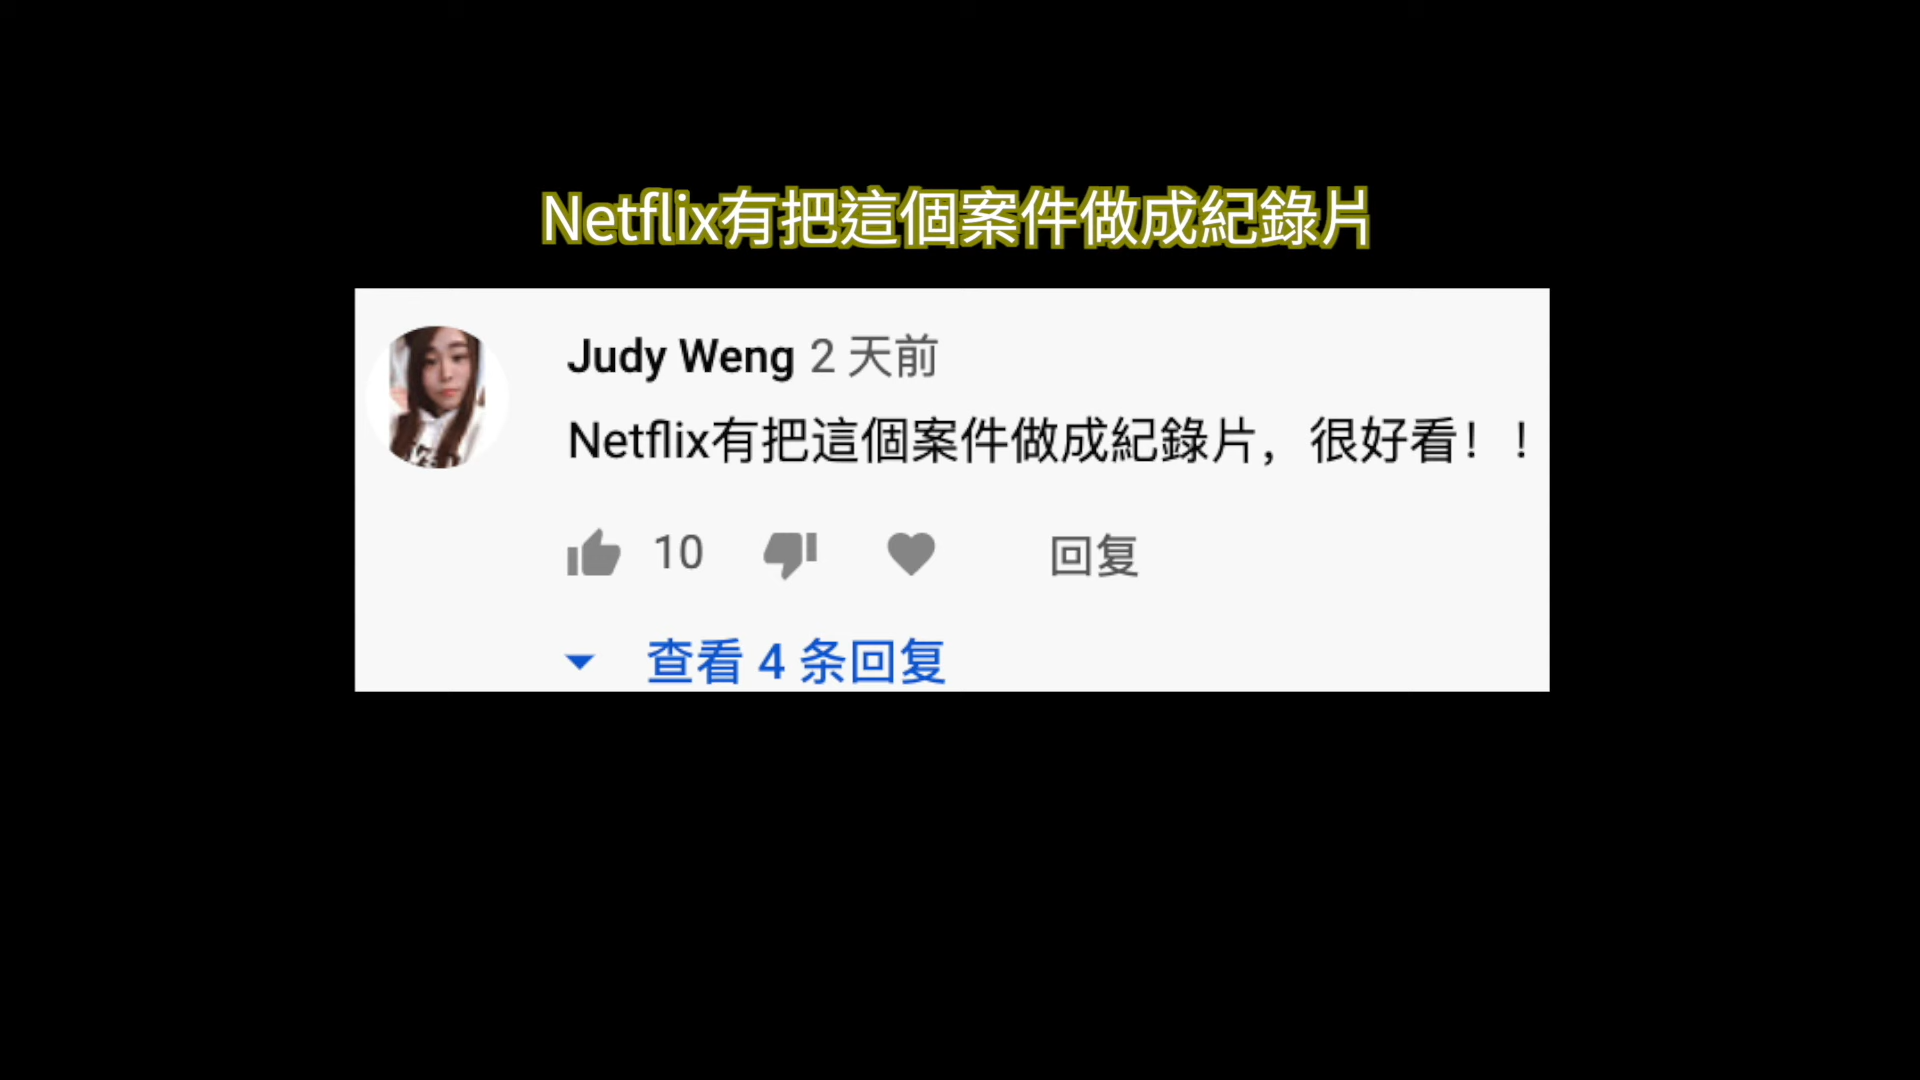 Netflix有把這個案件做成紀錄片
Judy Weng 2 天前
Netflix有把這個案件做成紀錄片，很好看！！
10 回复
查看 4 条回复